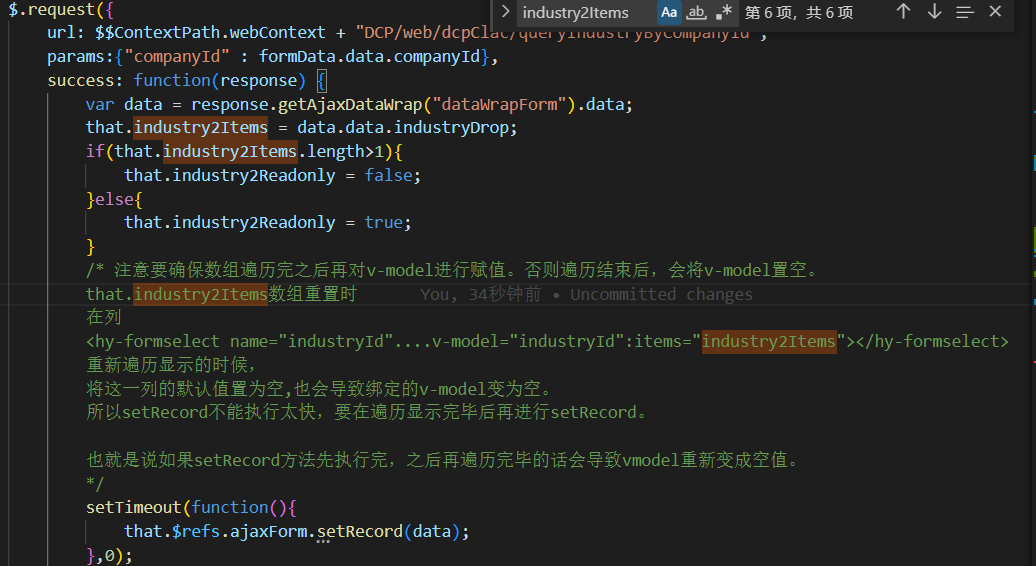 $.request({
industry2Items Aa ab .* 第 6 项, 共 6 项
url: $$ContextPath.webContext + "DCP/web/dcpClac/queryIndustryByCompanyId",
params:{"companyId" : formData.data.companyId},
success: function(response) {
var data = response.getAjaxDataWrap("dataWrapForm").data;
that.industry2Items = data.data.industryDrop;
if(that.industry2Items.length>1){
that.industry2Readonly = false;
}else{
that.industry2Readonly = true;
}
/* 注意要确保数组遍历完之后再对v-model进行赋值。否则遍历结束后，会将v-model置空。
that.industry2Items数组重置时 You, 34秒钟前 • Uncommitted changes
在列
<hy-formselect name="industryId"....v-model="industryId":items="industry2Items"></hy-formselect>
重新遍历显示的时候，
将这一列的默认值置为空,也会导致绑定的v-model变为空。
所以setRecord不能执行太快，要在遍历显示完毕后再进行setRecord。
也就是说如果setRecord方法先执行完，之后再遍历完毕的话会导致vmodel重新变成空值。
*/
setTimeout(function(){
that.$refs.ajaxForm.setRecord(data);
},0);